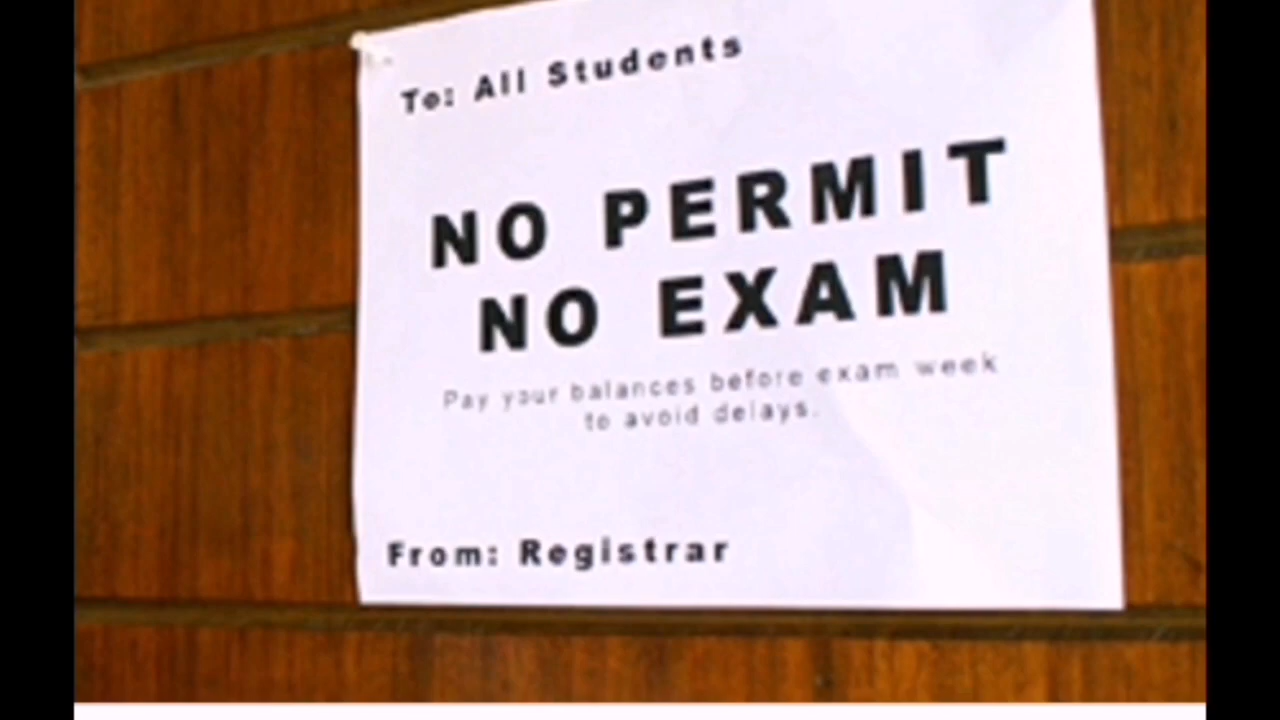 To: All Students
NO PERMIT
NO EXAM
Pay your balances before exam week
to avoid delays.
From: Registrar